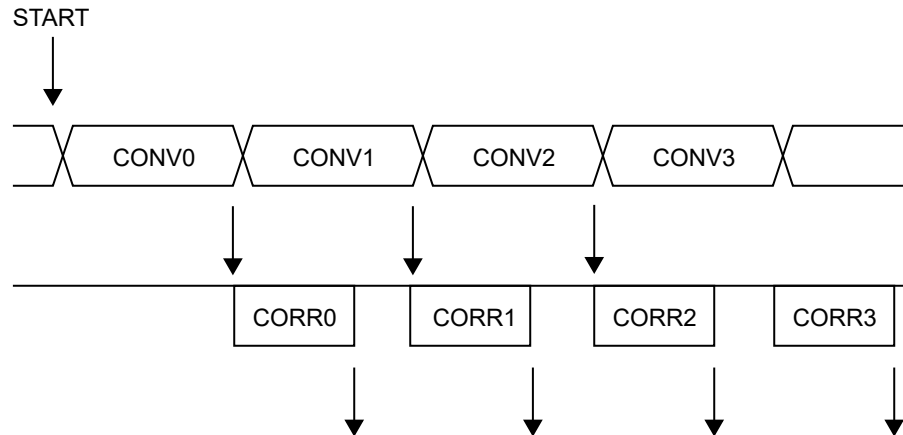 START
CONV0 CONV1 CONV2 CONV3
CORR0 CORR1 CORR2 CORR3